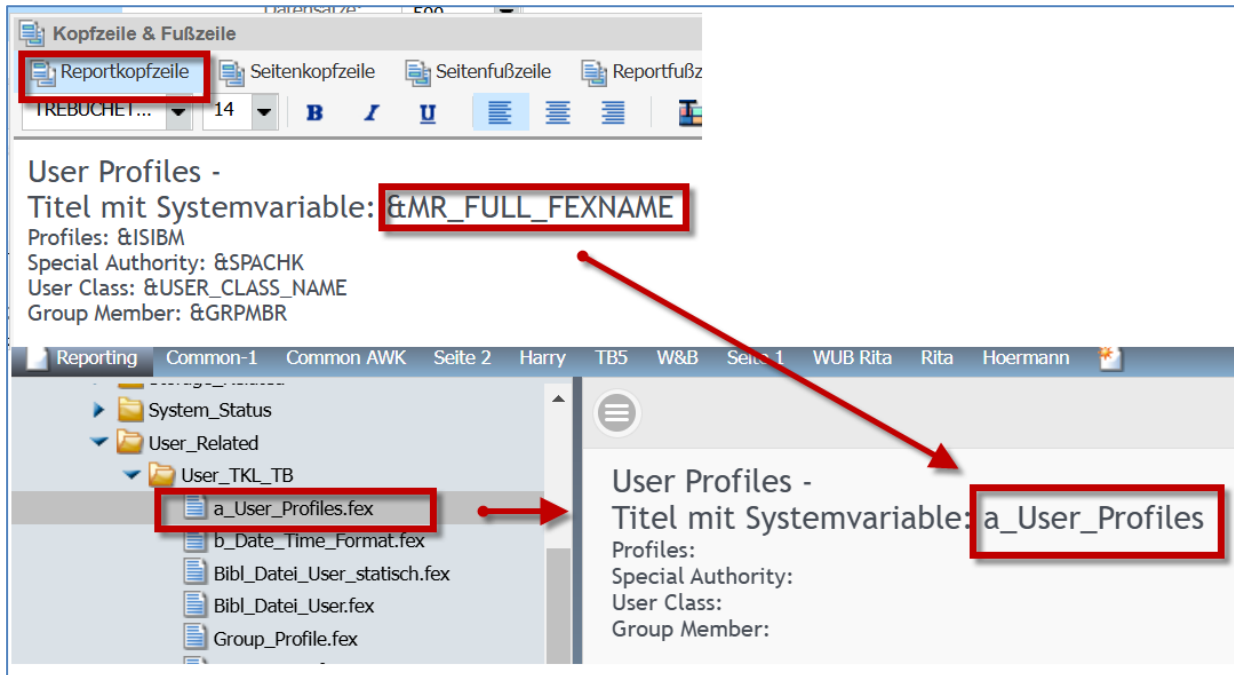 Datensätze: 500
Kopfzeile & Fußzeile
Reportkopfzeile Seitenkopfzeile Seitenfußzeile Reportfußz
TREBUCHET... 14 B I U
User Profiles -
Titel mit Systemvariable: &MR_FULL_FEXNAME
Profiles: &ISIBM
Special Authority: &SPACHK
User Class: &USER_CLASS_NAME
Group Member: &GRPMBR
Reporting Common-1 Common AWK Seite 2 Harry TB5 W&B Seite 1 WUB Rita Rita Hoermann
Storage_Related
System_Status
User_Related
User_TKL_TB
a_User_Profiles.fex
b_Date_Time_Format.fex
Bibl_Datei_User_statisch.fex
Bibl_Datei_User.fex
Group_Profile.fex
User Profiles -
Titel mit Systemvariable: a_User_Profiles
Profiles:
Special Authority:
User Class:
Group Member: